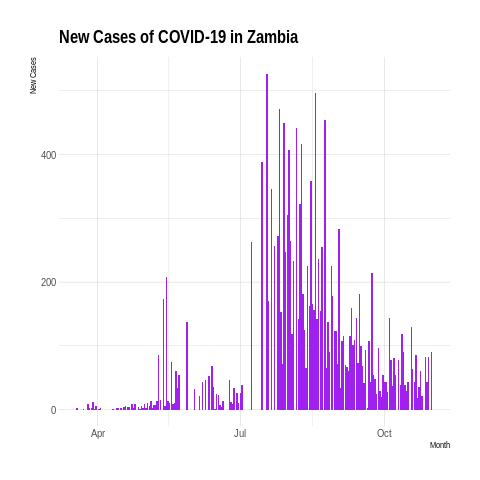 New Cases of COVID-19 in Zambia
New Cases
400
200
0
Apr
Jul
Oct
Month